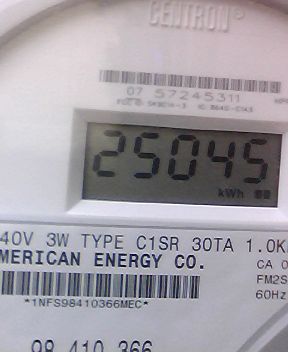 CENTRON®
07 57245311
25045
kWh
40V 3W TYPE C1SR 30TA 1.0K
MERICAN ENERGY CO.
CA 0
FM2S
60Hz
*1NFS98410366MEC*
98 410 366